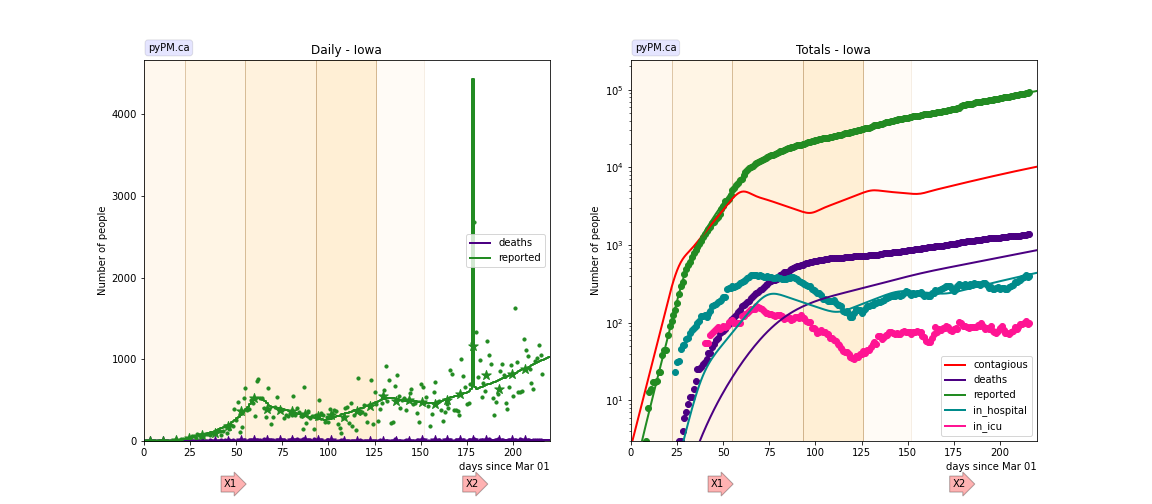 pyPM.ca
Daily - Iowa
Number of people
4000
3000
2000
1000
0
deaths
reported
0 25 50 75 100 125 150 175 200
days since Mar 01
X1
X2
pyPM.ca
Totals - Iowa
Number of people
10⁵
10⁴
10³
10²
10¹
contagious
deaths
reported
in_hospital
in_icu
0 25 50 75 100 125 150 175 200
days since Mar 01
X1
X2